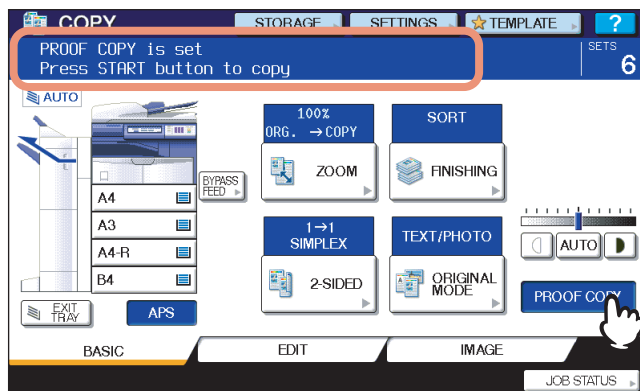 COPY
STORAGE
SETTINGS
TEMPLATE
?
PROOF COPY is set
Press START button to copy
SETS
6
AUTO
100%
ORG. →COPY
ZOOM
SORT
FINISHING
BYPASS
FEED
A4
A3
A4-R
B4
1→1
SIMPLEX
2-SIDED
TEXT/PHOTO
ORIGINAL
MODE
AUTO
PROOF COPY
EXIT
TRAY
APS
BASIC
EDIT
IMAGE
JOB STATUS